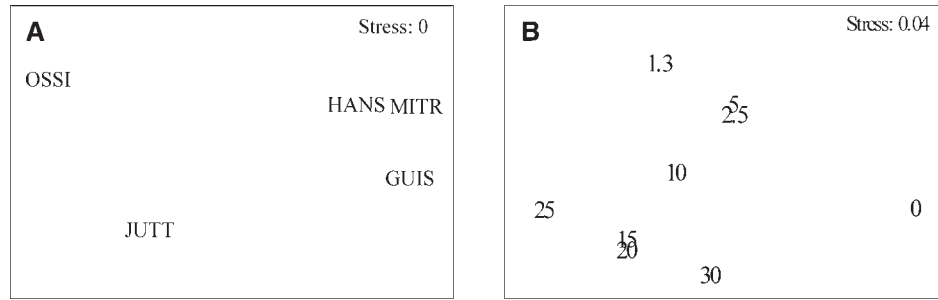 A
Stress: 0
OSSI
HANS MITR
GUIS
JUTT
B
Stress: 0.04
1.3
5
2.5
10
25
0
15
20
30